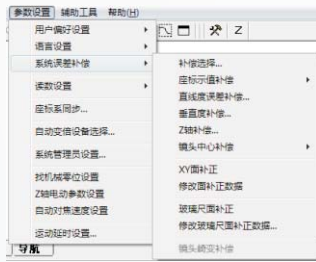 参数设置 辅助工具 帮助(H)
用户偏好设置
语言设置
系统误差补偿
读数设置
座标系同步...
自动变倍设备选择...
系统管理员设置...
找机械零位设置
Z轴电动参数设置
自动对焦速度设置
运动延时设置...
导航
Z
补偿选择...
座标示值补偿
直线度误差补偿...
垂直度补偿...
Z轴补偿...
镜头中心补偿
XY面补正
修改面补正数据
玻璃尺面补正
修改玻璃尺面补正数据...
镜头畸变补偿